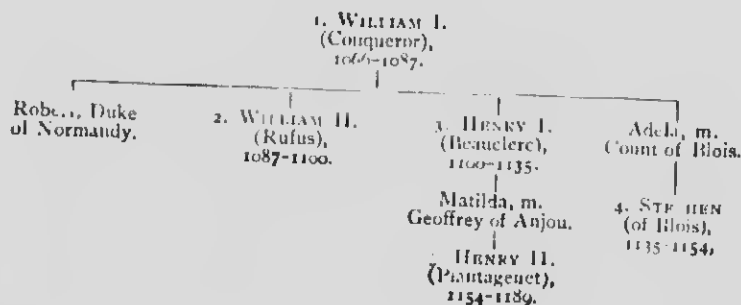 1. WILLIAM I.
(Conqueror),
1066-1087.
Robert, Duke
of Normandy.
2. WILLIAM II.
(Rufus),
1087-1100.
3. HENRY I.
(Beauclerc),
1100-1135.
Adela, m.
Count of Blois.
Matilda, m.
Geoffrey of Anjou.
4. STEPHEN
(of Blois),
1135-1154,
HENRY II.
(Plantagenet),
1154-1189.